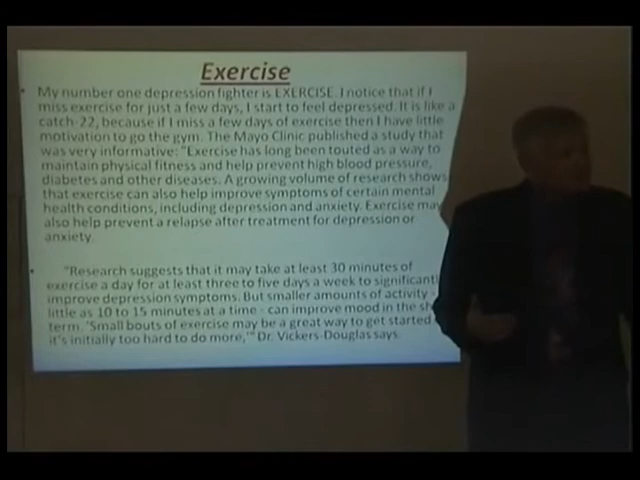 Exercise
• My number one depression fighter is EXERCISE. I notice that if I
miss exercise for just a few days, I start to feel depressed. It is like a
catch-22, because if I miss a few days of exercise then I have little
motivation to go the gym. The Mayo Clinic published a study that
was very informative: "Exercise has long been touted as a way to
maintain physical fitness and help prevent high blood pressure,
diabetes and other diseases. A growing volume of research shows
that exercise can also help improve symptoms of certain mental
health conditions, including depression and anxiety. Exercise may
also help prevent a relapse after treatment for depression or
anxiety.
• "Research suggests that it may take at least 30 minutes of
exercise a day for at least three to five days a week to significantl
improve depression symptoms. But smaller amounts of activity -
little as 10 to 15 minutes at a time - can improve mood in the sh
term. 'Small bouts of exercise may be a great way to get started
it's initially too hard to do more,'" Dr. Vickers-Douglas says.